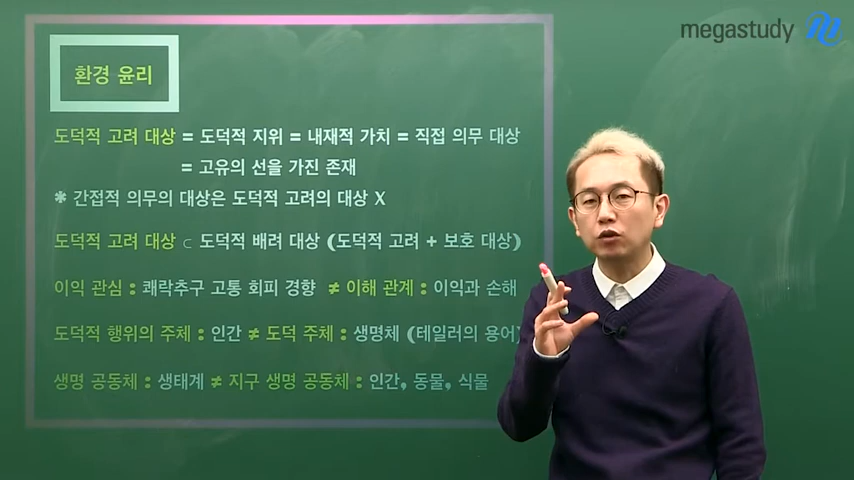 megastudy
환경 윤리
도덕적 고려 대상 = 도덕적 지위 = 내재적 가치 = 직접 의무 대상
= 고유의 선을 가진 존재
* 간접적 의무의 대상은 도덕적 고려의 대상 X
도덕적 고려 대상 ⊂ 도덕적 배려 대상 (도덕적 고려 + 보호 대상)
이익 관심 : 쾌락추구 고통 회피 경향 ≠ 이해 관계 : 이익과 손해
도덕적 행위의 주체 : 인간 ≠ 도덕 주체 : 생명체 (테일러의 용어)
생명 공동체 : 생태계 ≠ 지구 생명 공동체 : 인간, 동물, 식물